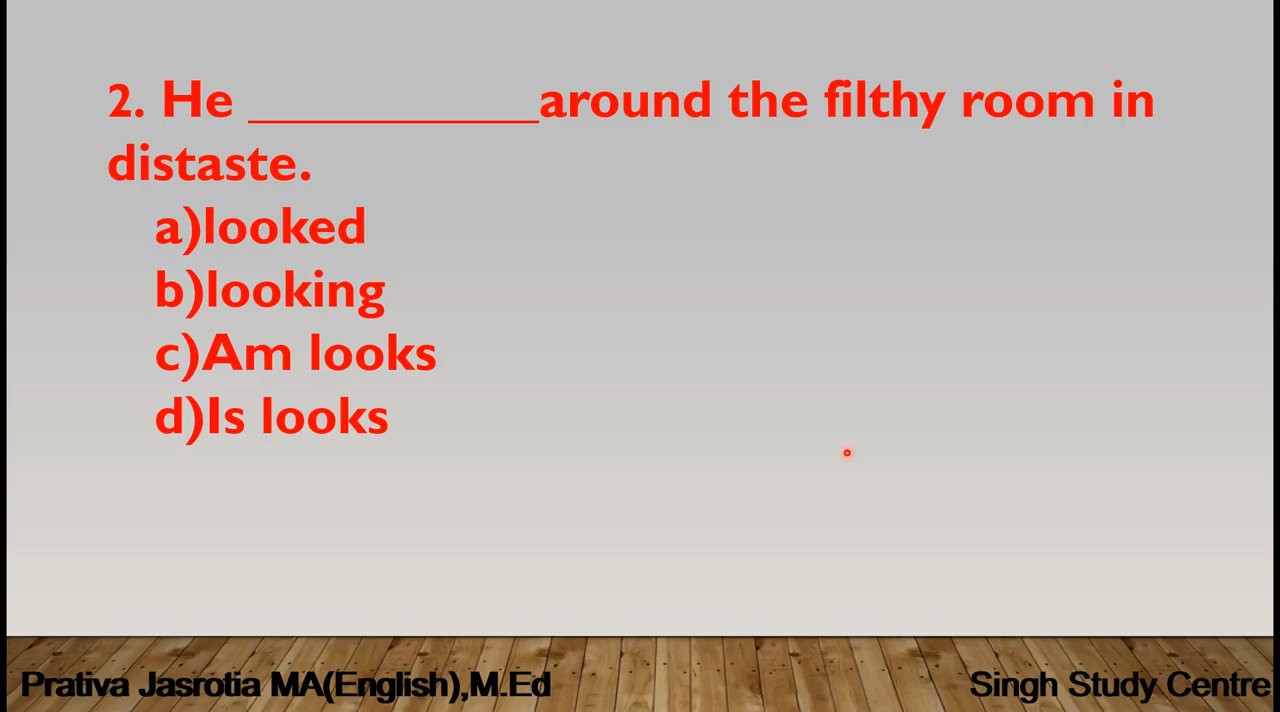 2. He ___________around the filthy room in
distaste.
a)looked
b)looking
c)Am looks
d)Is looks
Prativa Jasrotia MA(English),M.Ed
Singh Study Centre